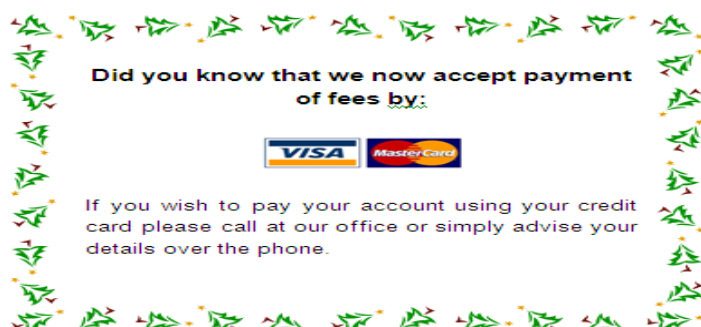 Did you know that we now accept payment
of fees by:
VISA MasterCard
If you wish to pay your account using your credit
card please call at our office or simply advise your
details over the phone.